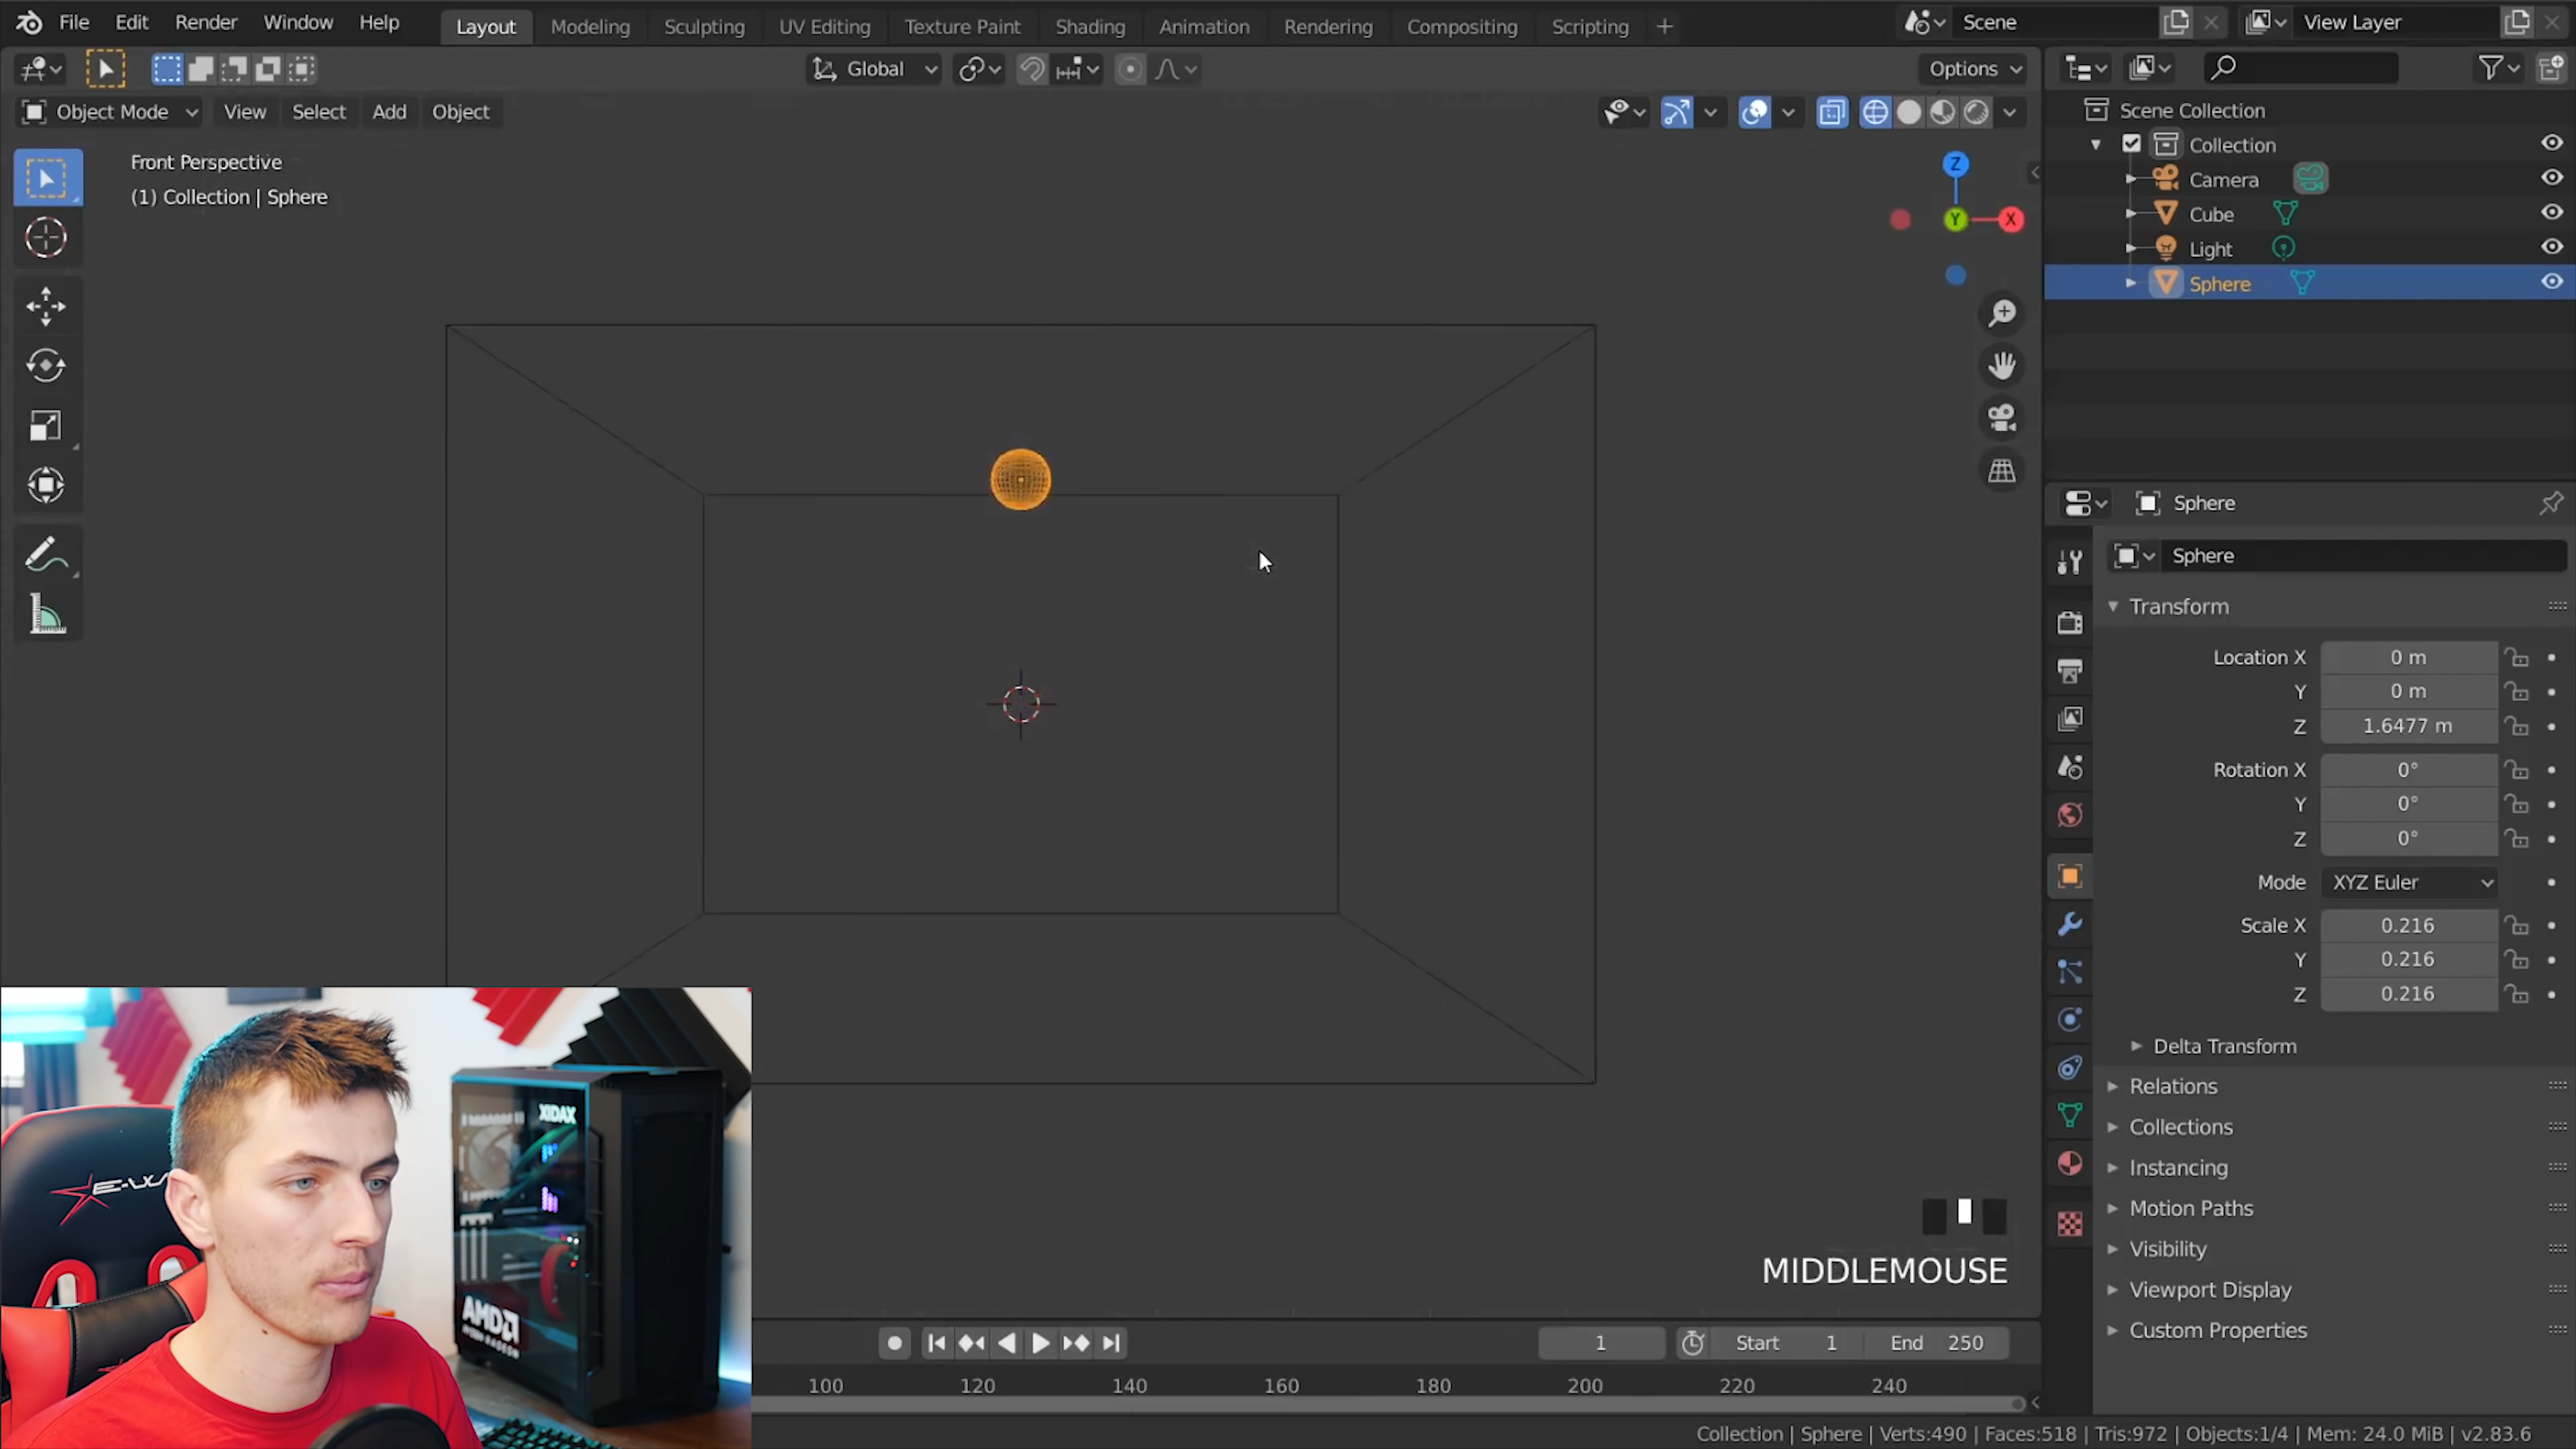 File Edit Render Window Help Layout Modeling Sculpting UV Editing Texture Paint Shading Animation Rendering Compositing Scripting + Scene View Layer
Global Options
Object Mode View Select Add Object
Front Perspective
(1) Collection | Sphere
Z
Y
X
Scene Collection
Collection
Camera
Cube
Light
Sphere
Sphere
Sphere
Transform
Location X 0 m
Y 0 m
Z 1.6477 m
Rotation X 0°
Y 0°
Z 0°
Mode XYZ Euler
Scale X 0.216
Y 0.216
Z 0.216
Delta Transform
Relations
Collections
Instancing
Motion Paths
Visibility
Viewport Display
Custom Properties
XIDAX
AMD
MIDDLEMOUSE
1 Start 1 End 250
100 120 140 160 180 200 220 240
Collection | Sphere | Verts:490 | Faces:518 | Tris:972 | Objects:1/4 | Mem: 24.0 MiB | v2.83.6